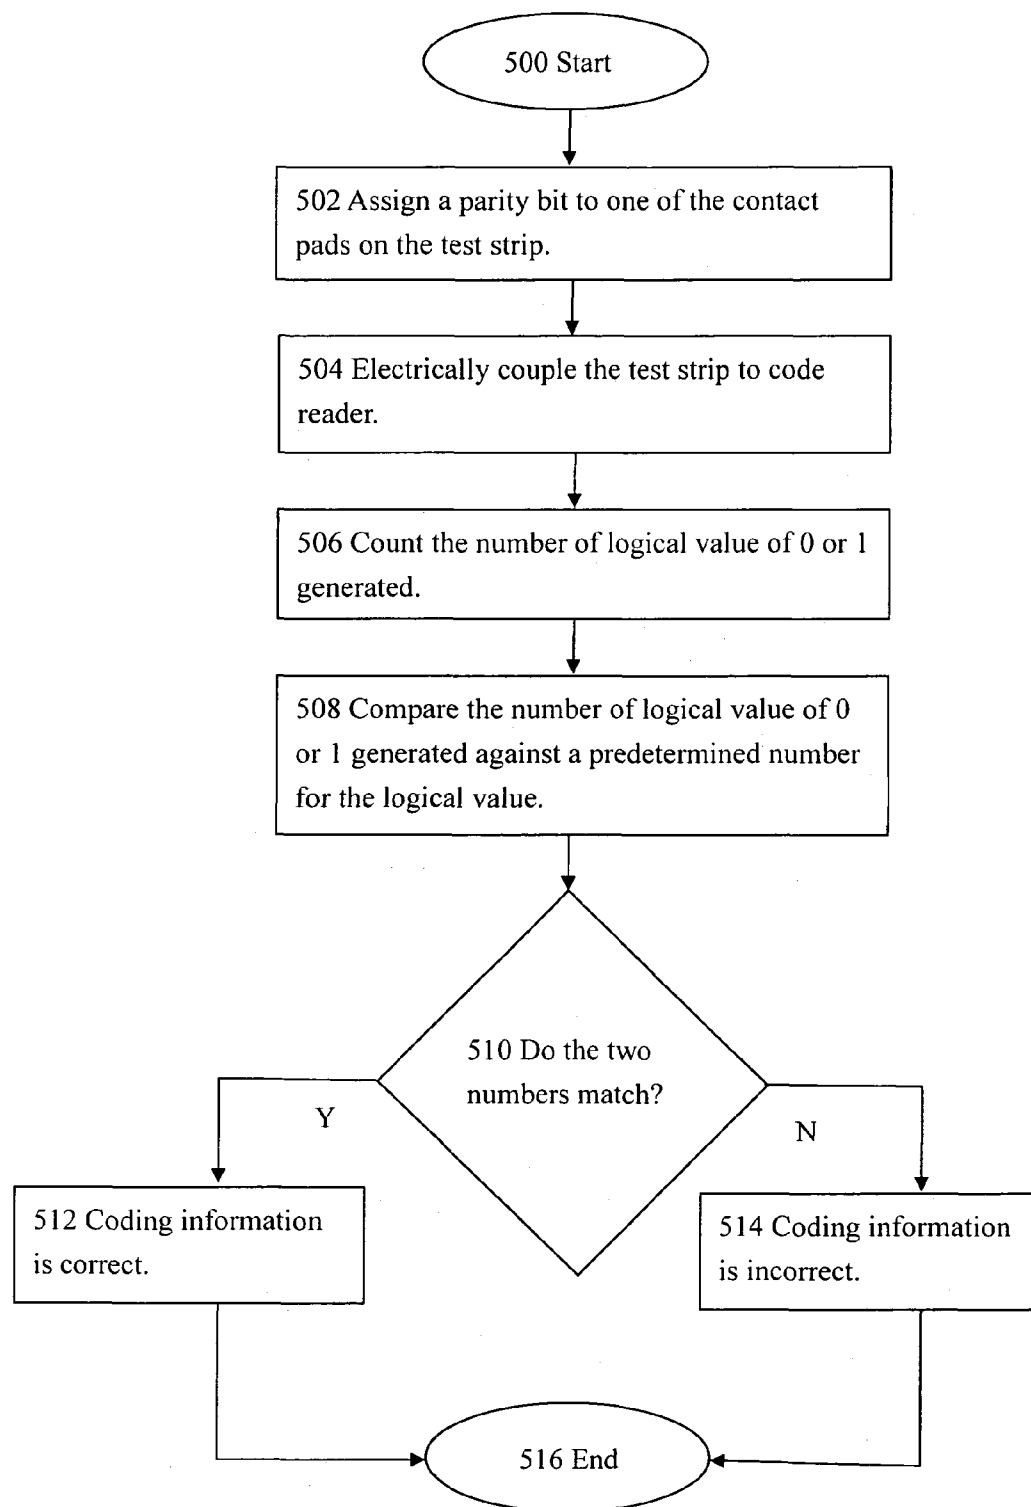 500 Start
502 Assign a parity bit to one of the contact
pads on the test strip.
504 Electrically couple the test strip to code
reader.
506 Count the number of logical value of 0 or 1
generated.
508 Compare the number of logical value of 0
or 1 generated against a predetermined number
for the logical value.
510 Do the two
numbers match?
Y
N
512 Coding information
is correct.
514 Coding information
is incorrect.
516 End